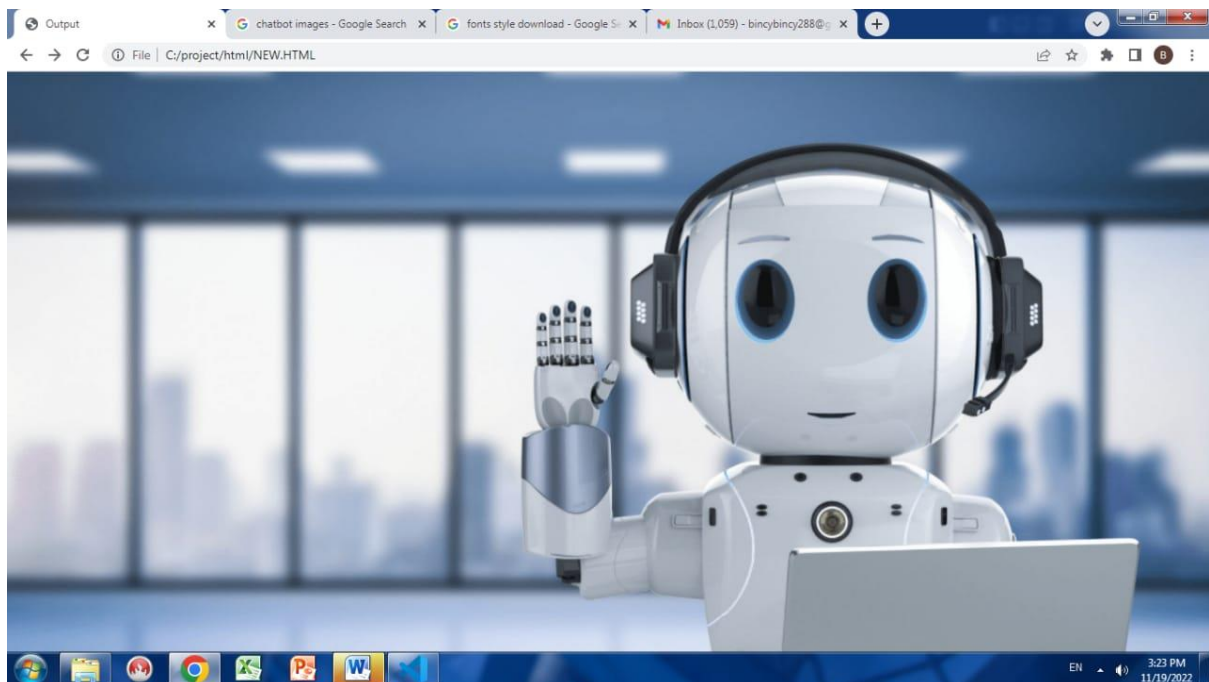 Output
chatbot images - Google Search
fonts style download - Google Se
Inbox (1,059) - bincybincy288@g
File
C:/project/html/NEW.HTML
B
EN
3:23 PM
11/19/2022